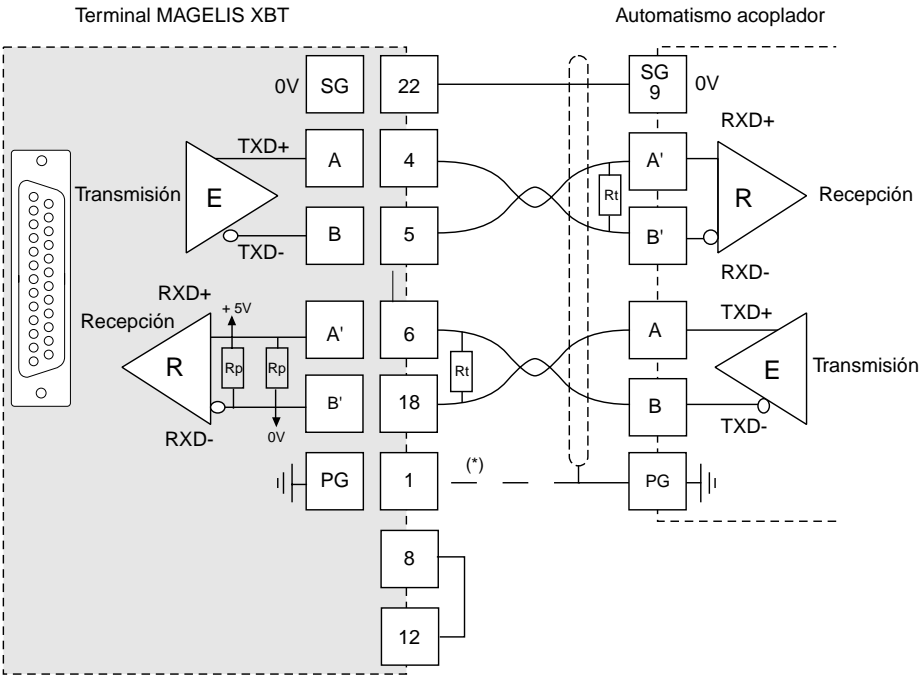 Terminal MAGELIS XBT
Automatismo acoplador
0V SG 22
SG
9
0V
RXD+
TXD+
A 4
A'
Transmisión E
Rt
R Recepción
B 5
B'
TXD-
RXD-
RXD+
+ 5V
TXD+
Recepción
A' 6
A
R
Rp Rp
Rt
E Transmisión
B' 18
B
RXD-
0V
TXD-
PG 1
(*)
PG
8
12